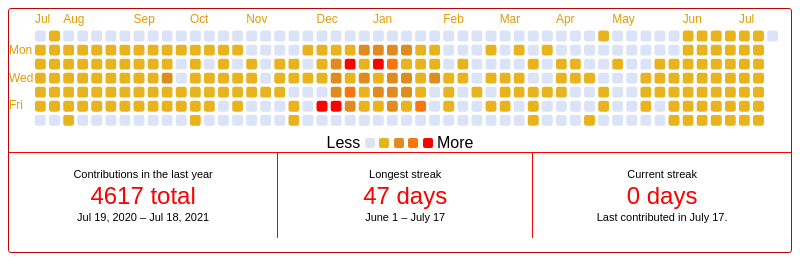 Jul Aug Sep Oct Nov Dec Jan Feb Mar Apr May Jun Jul
Mon
Wed
Fri
Less More
Contributions in the last year
4617 total
Jul 19, 2020 – Jul 18, 2021
Longest streak
47 days
June 1 – July 17
Current streak
0 days
Last contributed in July 17.